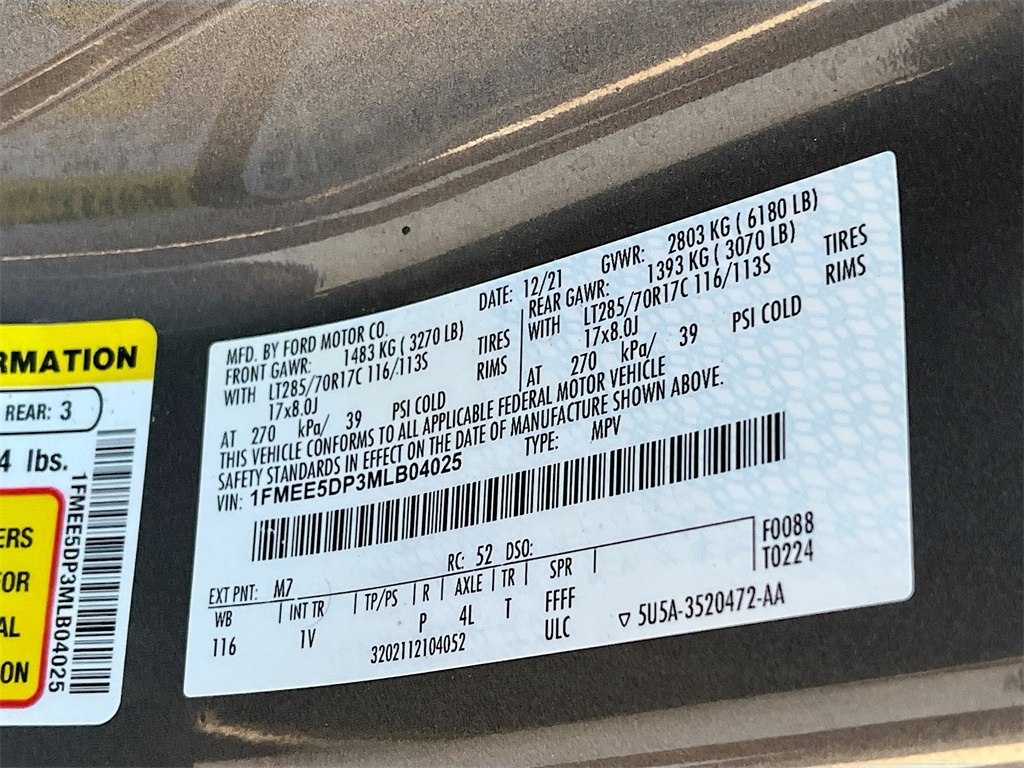 RMATION
REAR: 3
4 lbs.
ERS
FOR
AL
ON
1FMEE5DP3MLB04025
MFD. BY FORD MOTOR CO.
DATE: 12/21
GVWR: 2803 KG ( 6180 LB)
FRONT GAWR: 1483 KG ( 3270 LB)
WITH LT285/70R17C 116/113S TIRES
17x8.0J RIMS
AT 270 kPa/ 39 PSI COLD
REAR GAWR: 1393 KG ( 3070 LB)
WITH LT285/70R17C 116/113S TIRES
17x8.0J RIMS
AT 270 kPa/ 39 PSI COLD
THIS VEHICLE CONFORMS TO ALL APPLICABLE FEDERAL MOTOR VEHICLE
SAFETY STANDARDS IN EFFECT ON THE DATE OF MANUFACTURE SHOWN ABOVE.
VIN: 1FMEE5DP3MLB04025 TYPE: MPV
EXT PNT: M7 RC: 52 DSO: F0088
WB INT TR TP/PS R AXLE TR SPR T0224
116 1V P 4L T FFFF
3202112104052 ULC 5U5A-3520472-AA